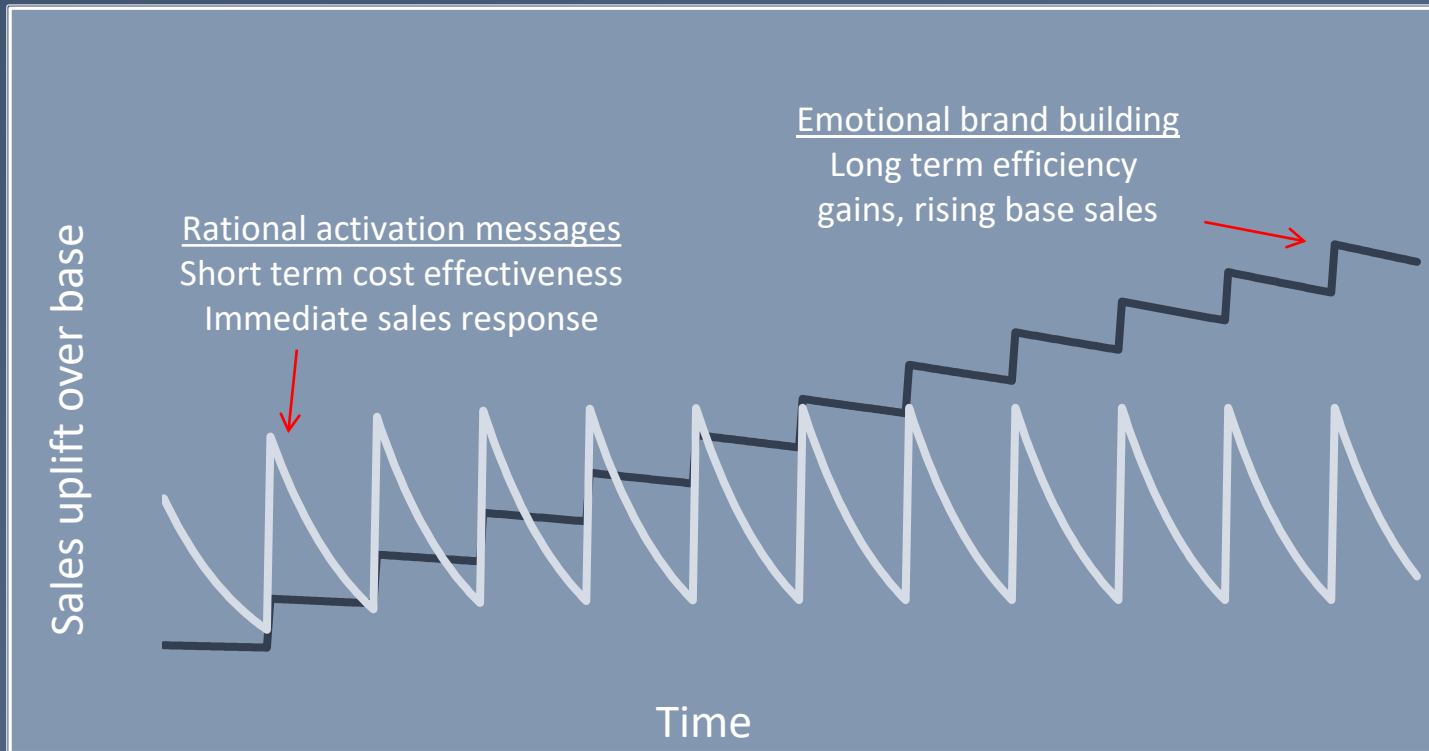 Emotional brand building
Long term efficiency
gains, rising base sales
Rational activation messages
Short term cost effectiveness
Immediate sales response
Sales uplift over base
Time